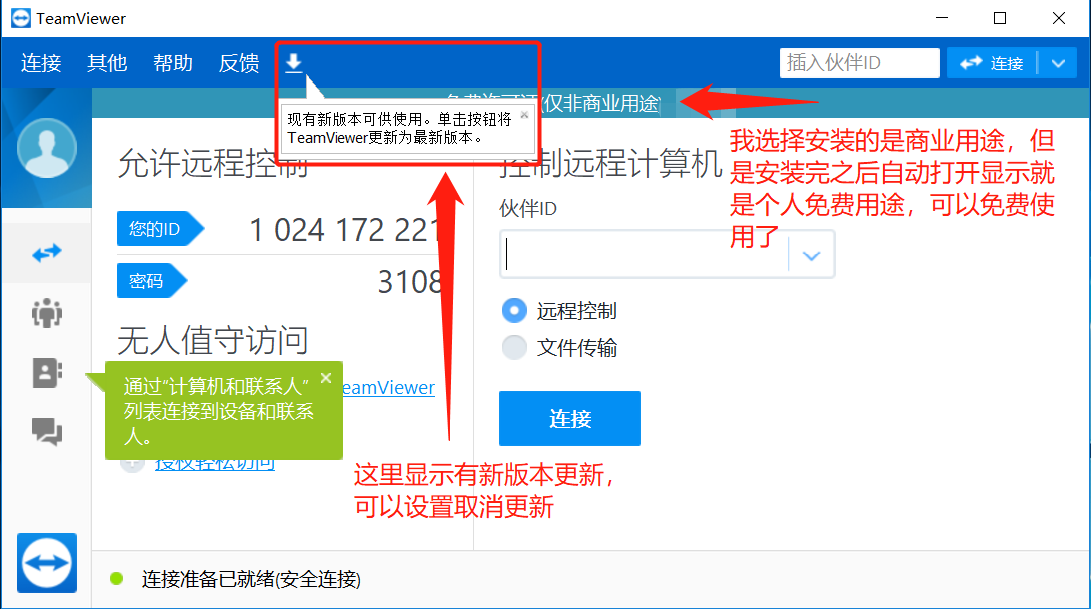 TeamViewer
连接 其他 帮助 反馈
插入伙伴ID
连接
免费许可证(仅非商业用途)
现有新版本可供使用。单击按钮将
TeamViewer更新为最新版本。
我选择安装的是商业用途，但
是安装完之后自动打开显示就
是个人免费用途，可以免费使
用了
允许远程控制
您的ID
1 024 172 221
密码
3108
无人值守访问
eamViewer
通过“计算机和联系人”
列表连接到设备和联系
人。
授权轻松访问
控制远程计算机
伙伴ID
远程控制
文件传输
连接
这里显示有新版本更新，
可以设置取消更新
连接准备已就绪(安全连接)